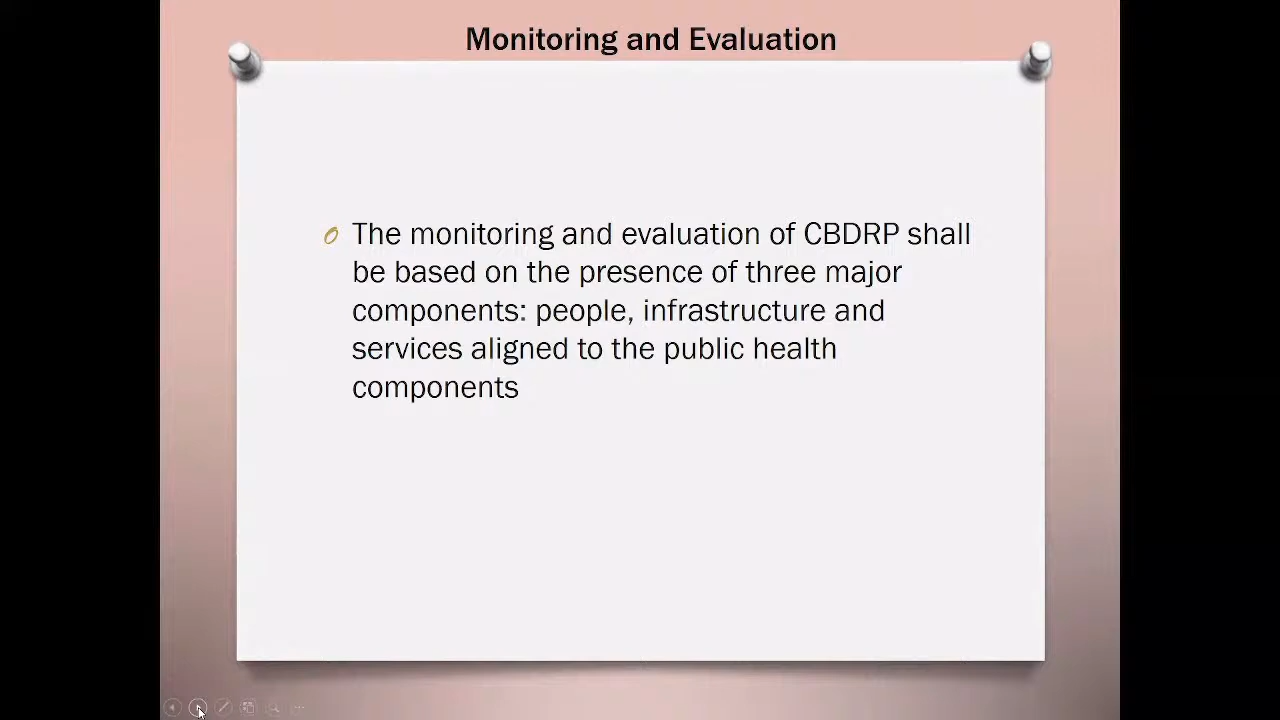 Monitoring and Evaluation
The monitoring and evaluation of CBDRP shall
be based on the presence of three major
components: people, infrastructure and
services aligned to the public health
components